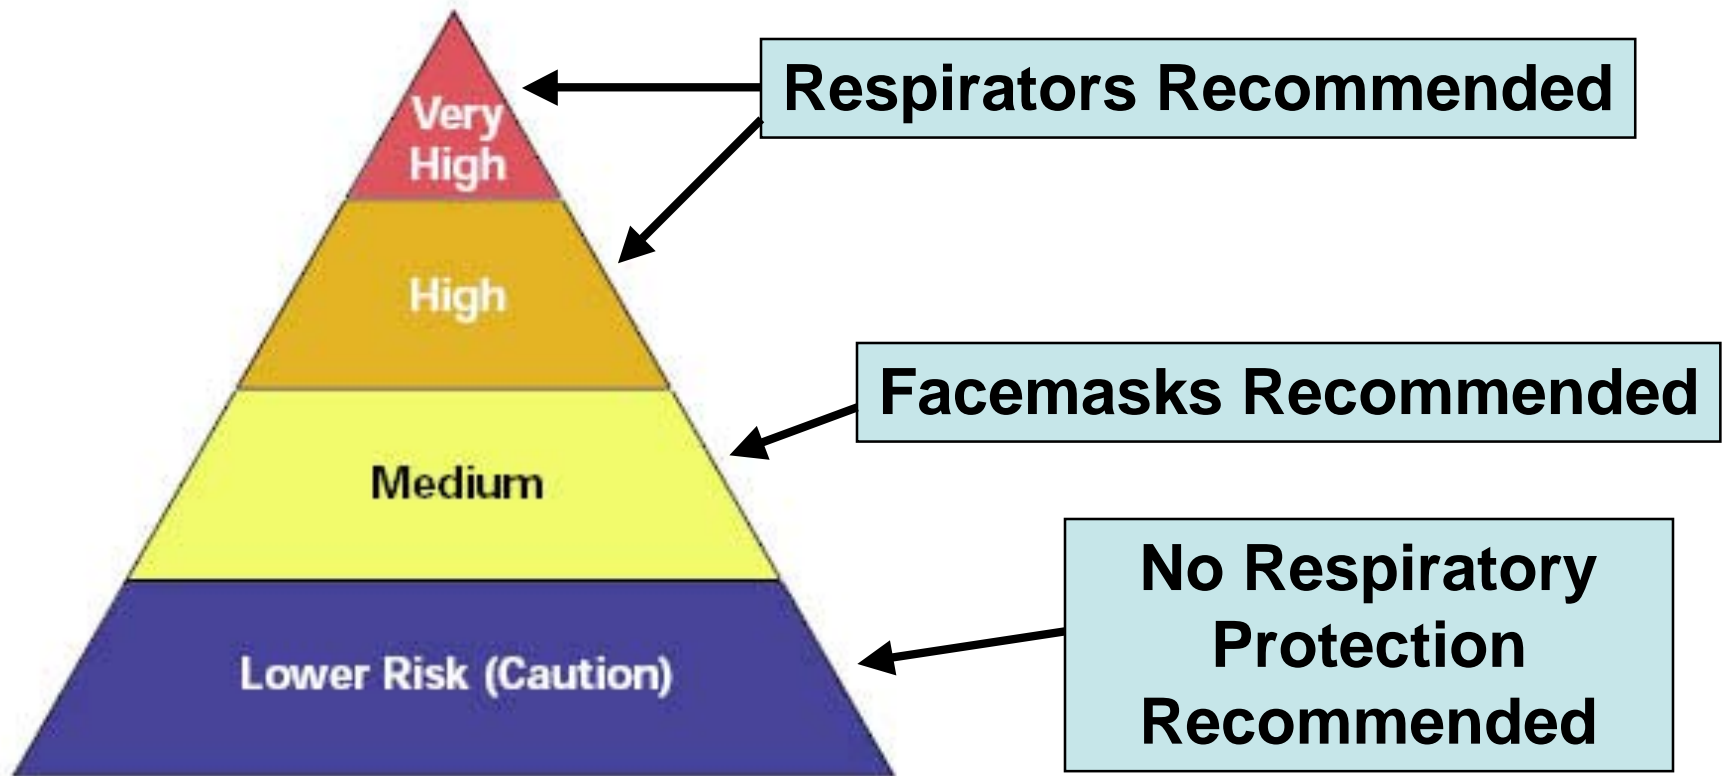 Very
High
Respirators Recommended
High
Facemasks Recommended
Medium
No Respiratory
Protection
Recommended
Lower Risk (Caution)